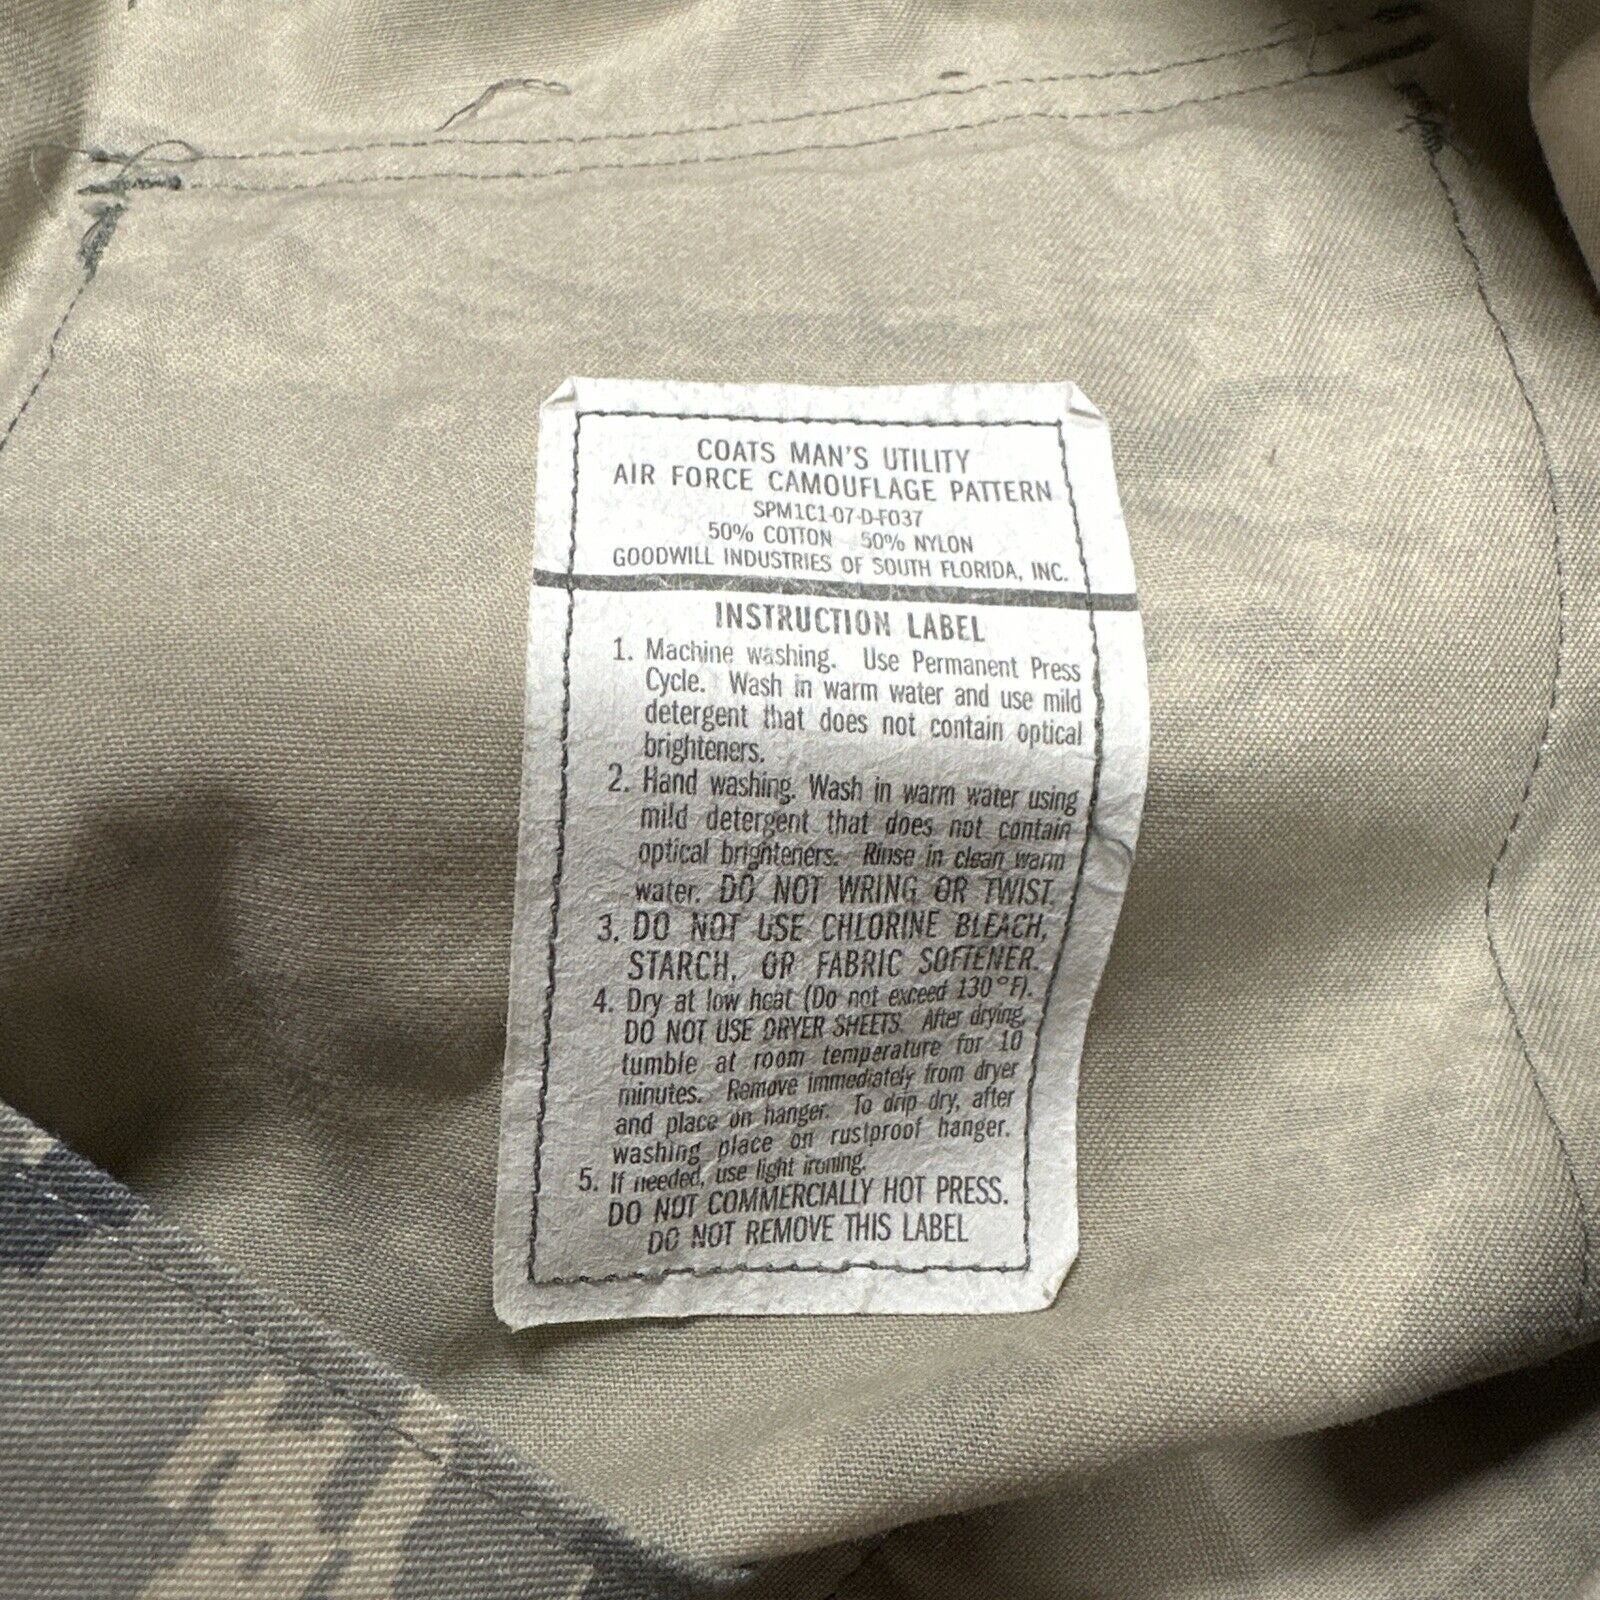 COATS MAN'S UTILITY
AIR FORCE CAMOUFLAGE PATTERN
SPM1C1-07-D-F037
50% COTTON 50% NYLON
GOODWILL INDUSTRIES OF SOUTH FLORIDA, INC.
INSTRUCTION LABEL
1. Machine washing. Use Permanent Press
Cycle. Wash in warm water and use mild
detergent that does not contain optical
brighteners.
2. Hand washing. Wash in warm water using
mild detergent that does not contain
optical brighteners. Rinse in clean warm
water. DO NOT WRING OR TWIST.
3. DO NOT USE CHLORINE BLEACH,
STARCH, OR FABRIC SOFTENER.
4. Dry at low heat (Do not exceed 130°F).
DO NOT USE DRYER SHEETS. After drying,
tumble at room temperature for 10
minutes. Remove immediately from dryer
and place on hanger. To drip dry, after
washing place on rustproof hanger.
5. If needed, use light ironing.
DO NOT COMMERCIALLY HOT PRESS.
DO NOT REMOVE THIS LABEL